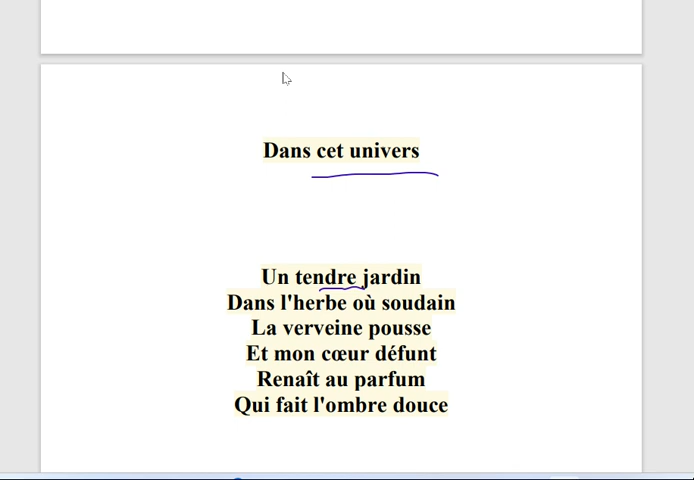 Dans cet univers
Un tendre jardin
Dans l'herbe où soudain
La verveine pousse
Et mon cœur défunt
Renaît au parfum
Qui fait l'ombre douce